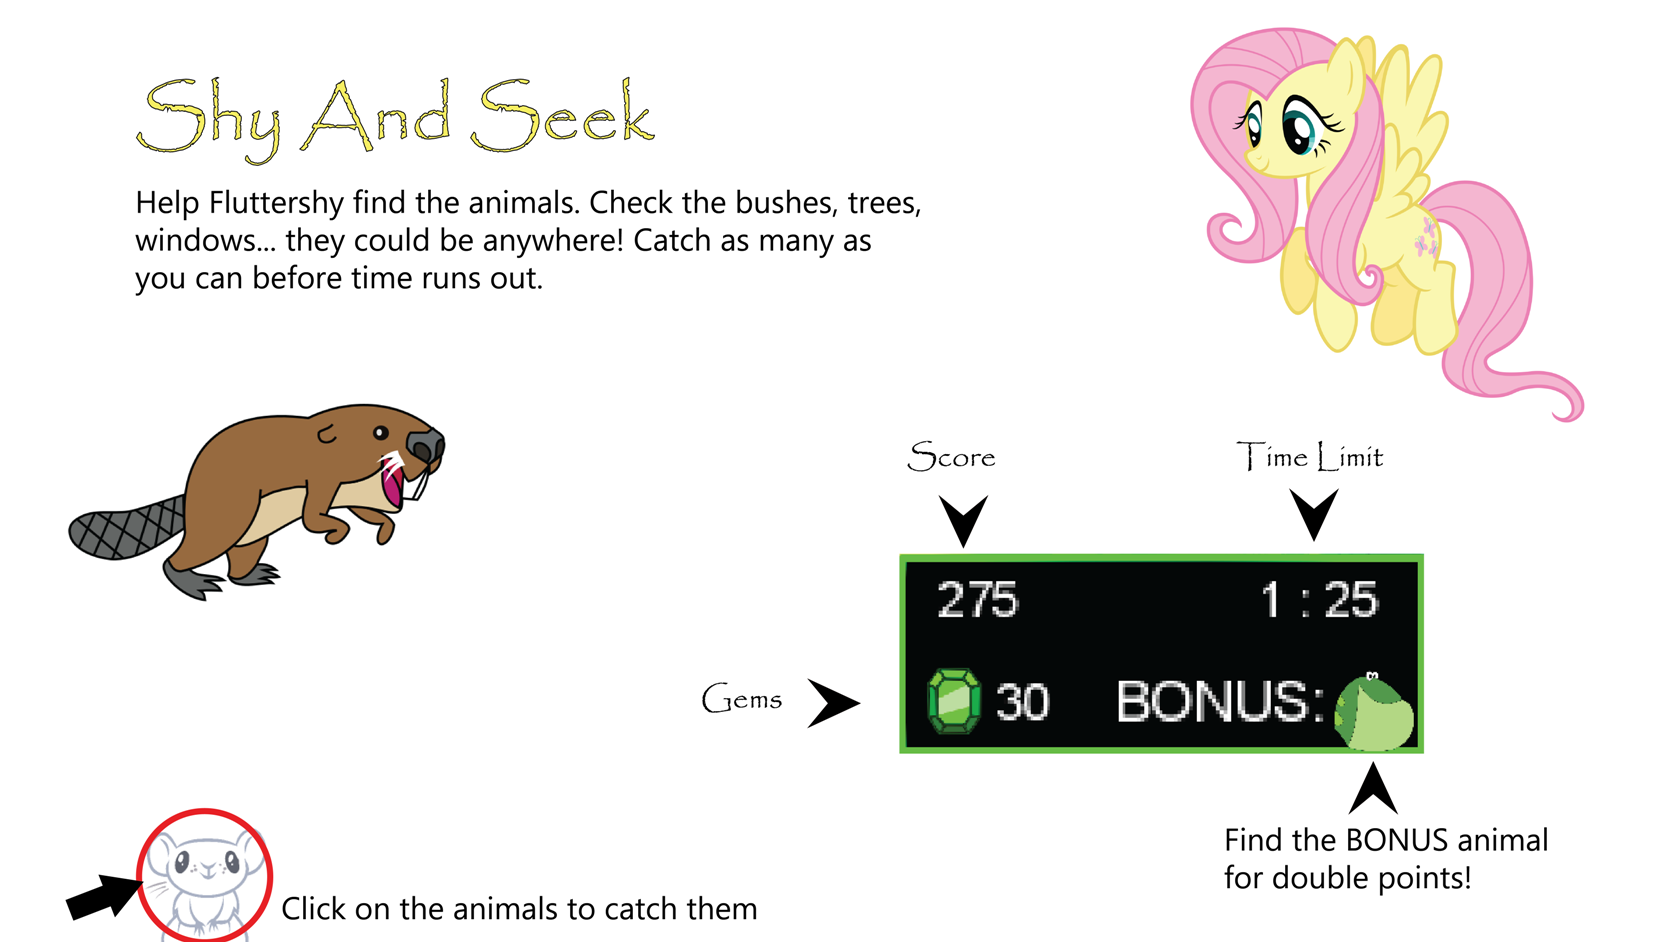 Shy And Seek
Help Fluttershy find the animals. Check the bushes, trees,
windows... they could be anywhere! Catch as many as
you can before time runs out.
Score
Time Limit
275
1 : 25
Gems
30
BONUS:
Find the BONUS animal
for double points!
Click on the animals to catch them